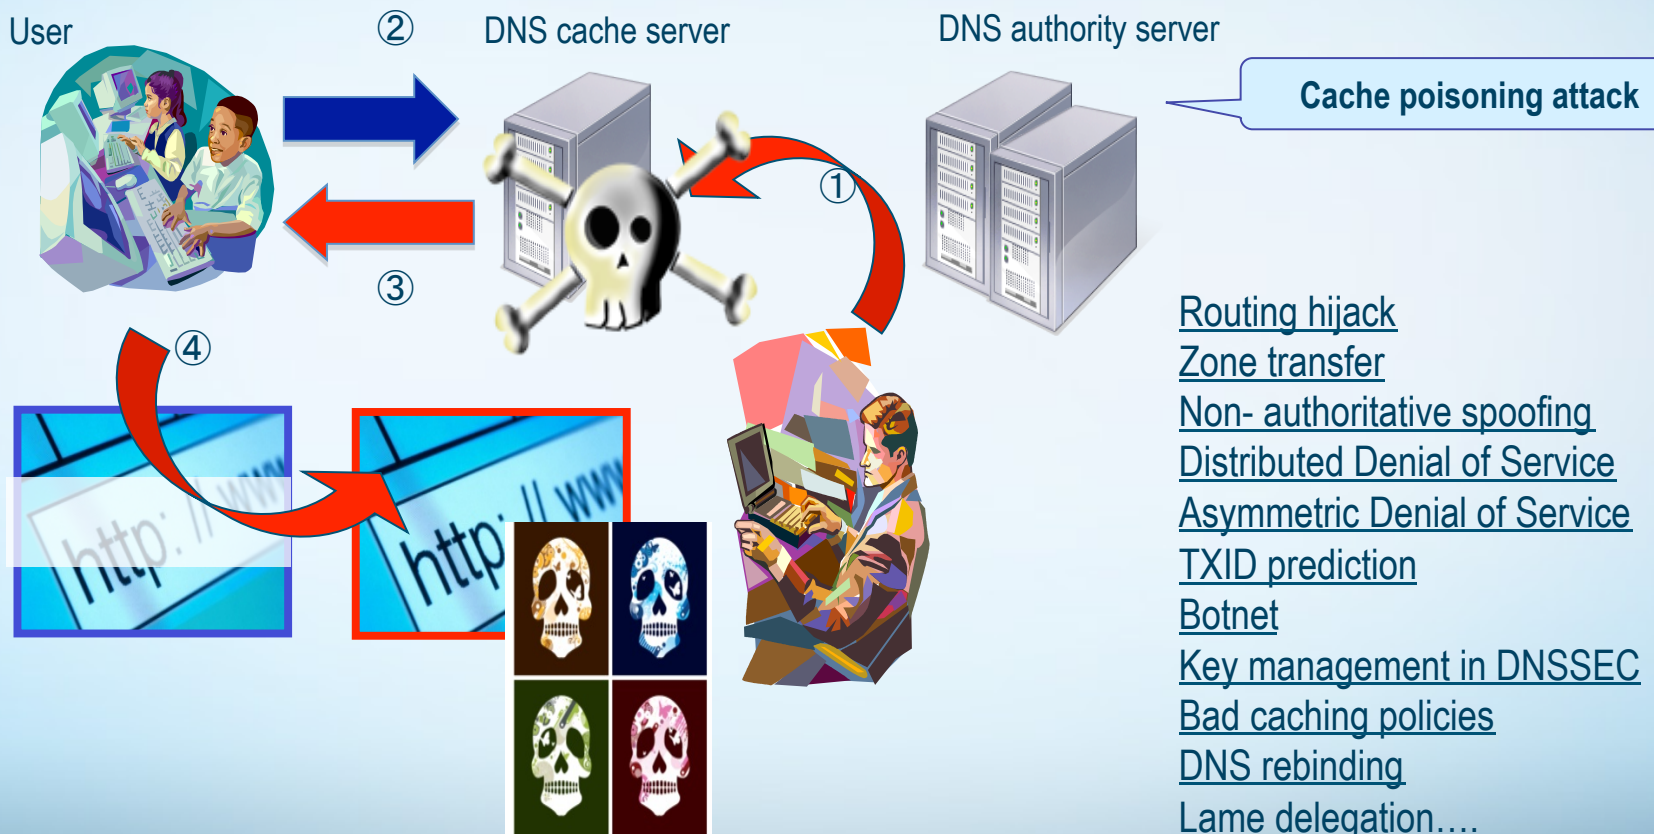 User
②
DNS cache server
DNS authority server
Cache poisoning attack
①
③
④
http: // www
http: // www
Routing hijack
Zone transfer
Non- authoritative spoofing
Distributed Denial of Service
Asymmetric Denial of Service
TXID prediction
Botnet
Key management in DNSSEC
Bad caching policies
DNS rebinding
Lame delegation….